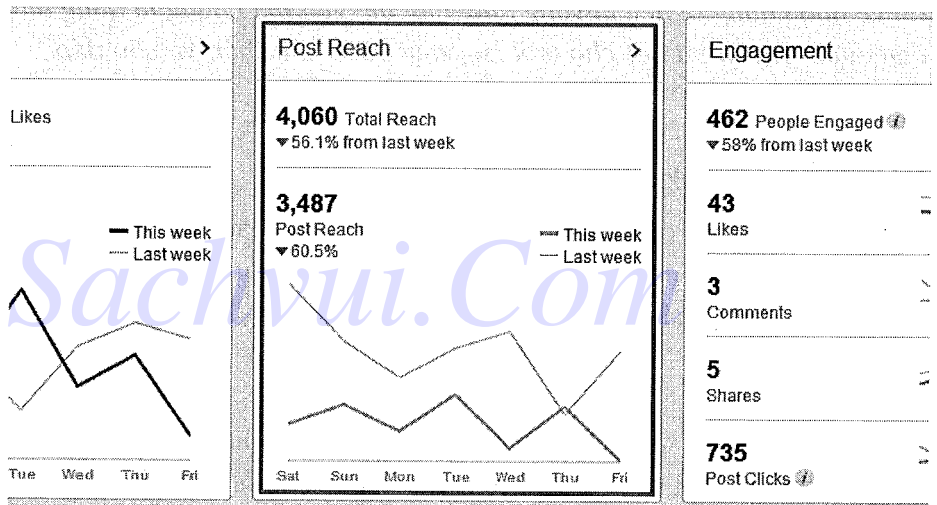 >
Likes
This week
Last week
Tue Wed Thu Fri
Post Reach >
4,060 Total Reach
▼56.1% from last week
3,487
Post Reach
▼60.5%
This week
Last week
Sat Sun Mon Tue Wed Thu Fri
Engagement
462 People Engaged i
▼58% from last week
43
Likes
3
Comments
5
Shares
735
Post Clicks i
Sachvui.Com